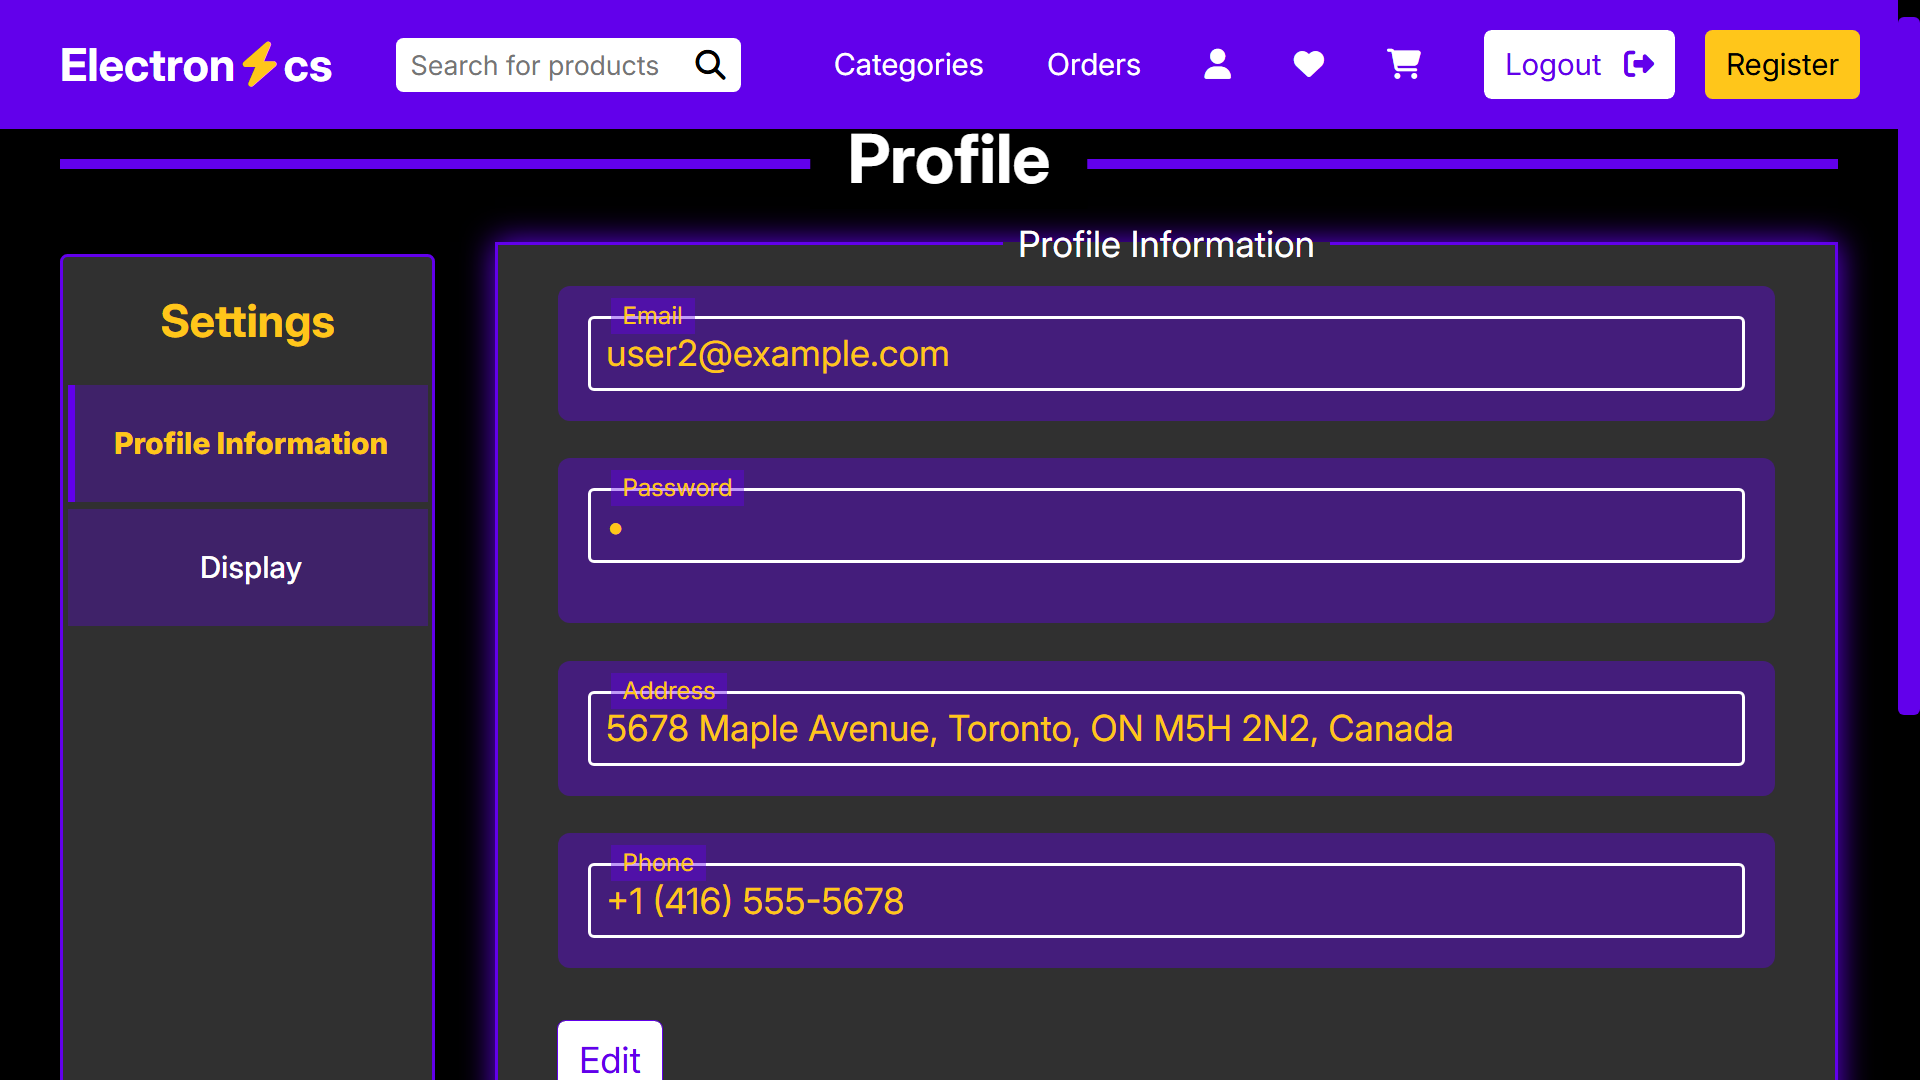 Electron⚡cs
Search for products
Categories
Orders
Logout
Register
Profile
Settings
Profile Information
Display
Profile Information
Email
user2@example.com
Password
•
Address
5678 Maple Avenue, Toronto, ON M5H 2N2, Canada
Phone
+1 (416) 555-5678
Edit